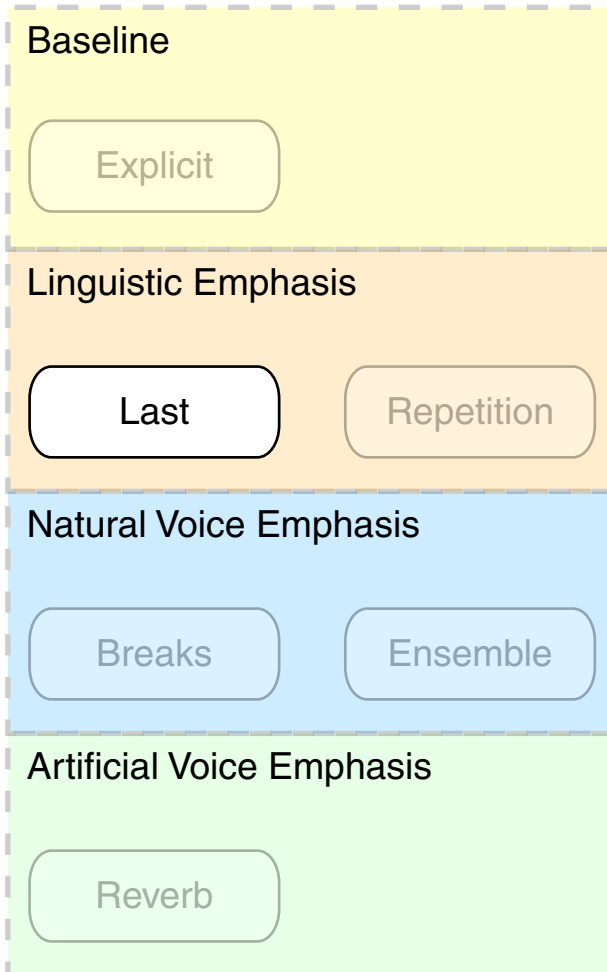 Baseline
Explicit
Linguistic Emphasis
Last Repetition
Natural Voice Emphasis
Breaks Ensemble
Artificial Voice Emphasis
Reverb